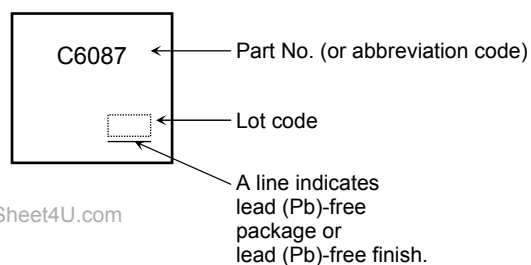 C6087
Part No. (or abbreviation code)
Lot code
A line indicates
lead (Pb)-free
package or
lead (Pb)-free finish.
Sheet4U.com